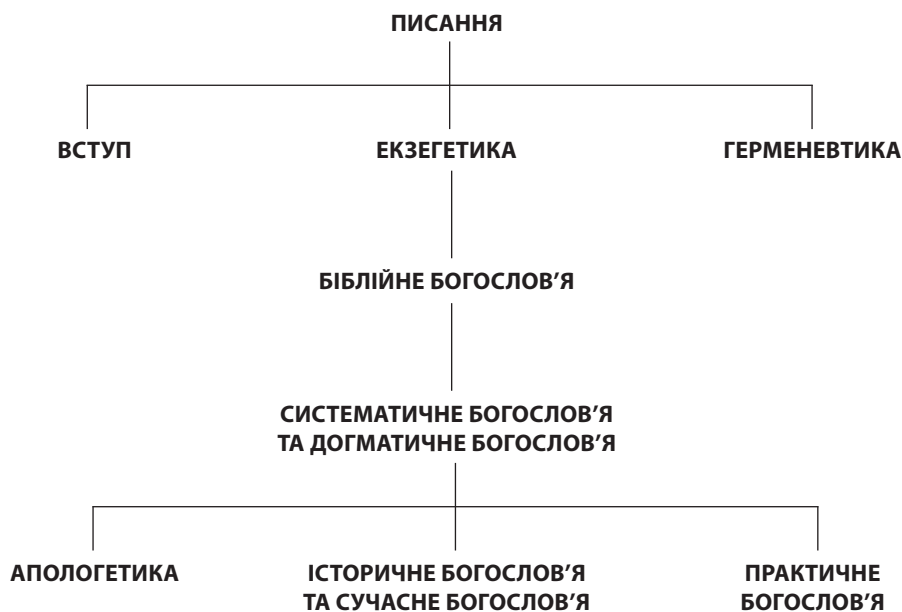 ПИСАННЯ
ВСТУП
ЕКЗЕГЕТИКА
ГЕРМЕНЕВТИКА
БІБЛІЙНЕ БОГОСЛОВ’Я
СИСТЕМАТИЧНЕ БОГОСЛОВ’Я
ТА ДОГМАТИЧНЕ БОГОСЛОВ’Я
АПОЛОГЕТИКА
ІСТОРИЧНЕ БОГОСЛОВ’Я
ТА СУЧАСНЕ БОГОСЛОВ’Я
ПРАКТИЧНЕ
БОГОСЛОВ’Я